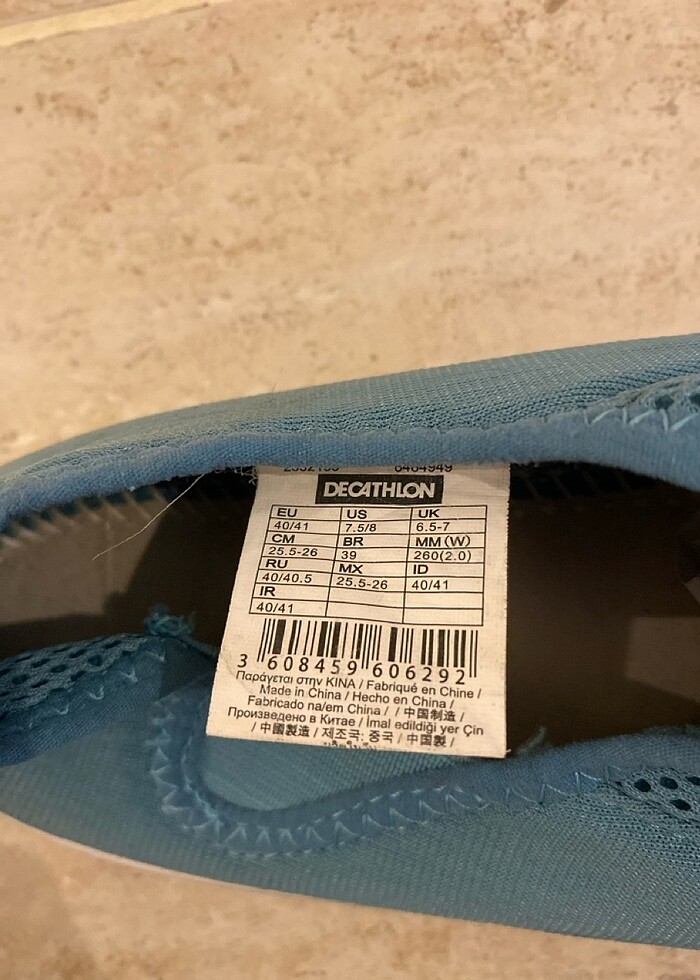 DECATHLON
EU US UK
40/41 7.5/8 6.5-7
CM BR MM(W)
25.5-26 39 260(2.0)
RU MX ID
40/40.5 25.5-26 40/41
IR
40/41
3 608459 606292
Παράγεται στην ΚΙΝΑ / Fabriqué en Chine /
Made in China / Hecho en China /
Fabricado na/em China / / 中国制造 /
Произведено в Китае / İmal edildiği yer Çin
/ 中國製造 / 제조국: 중국 / 中国製 /